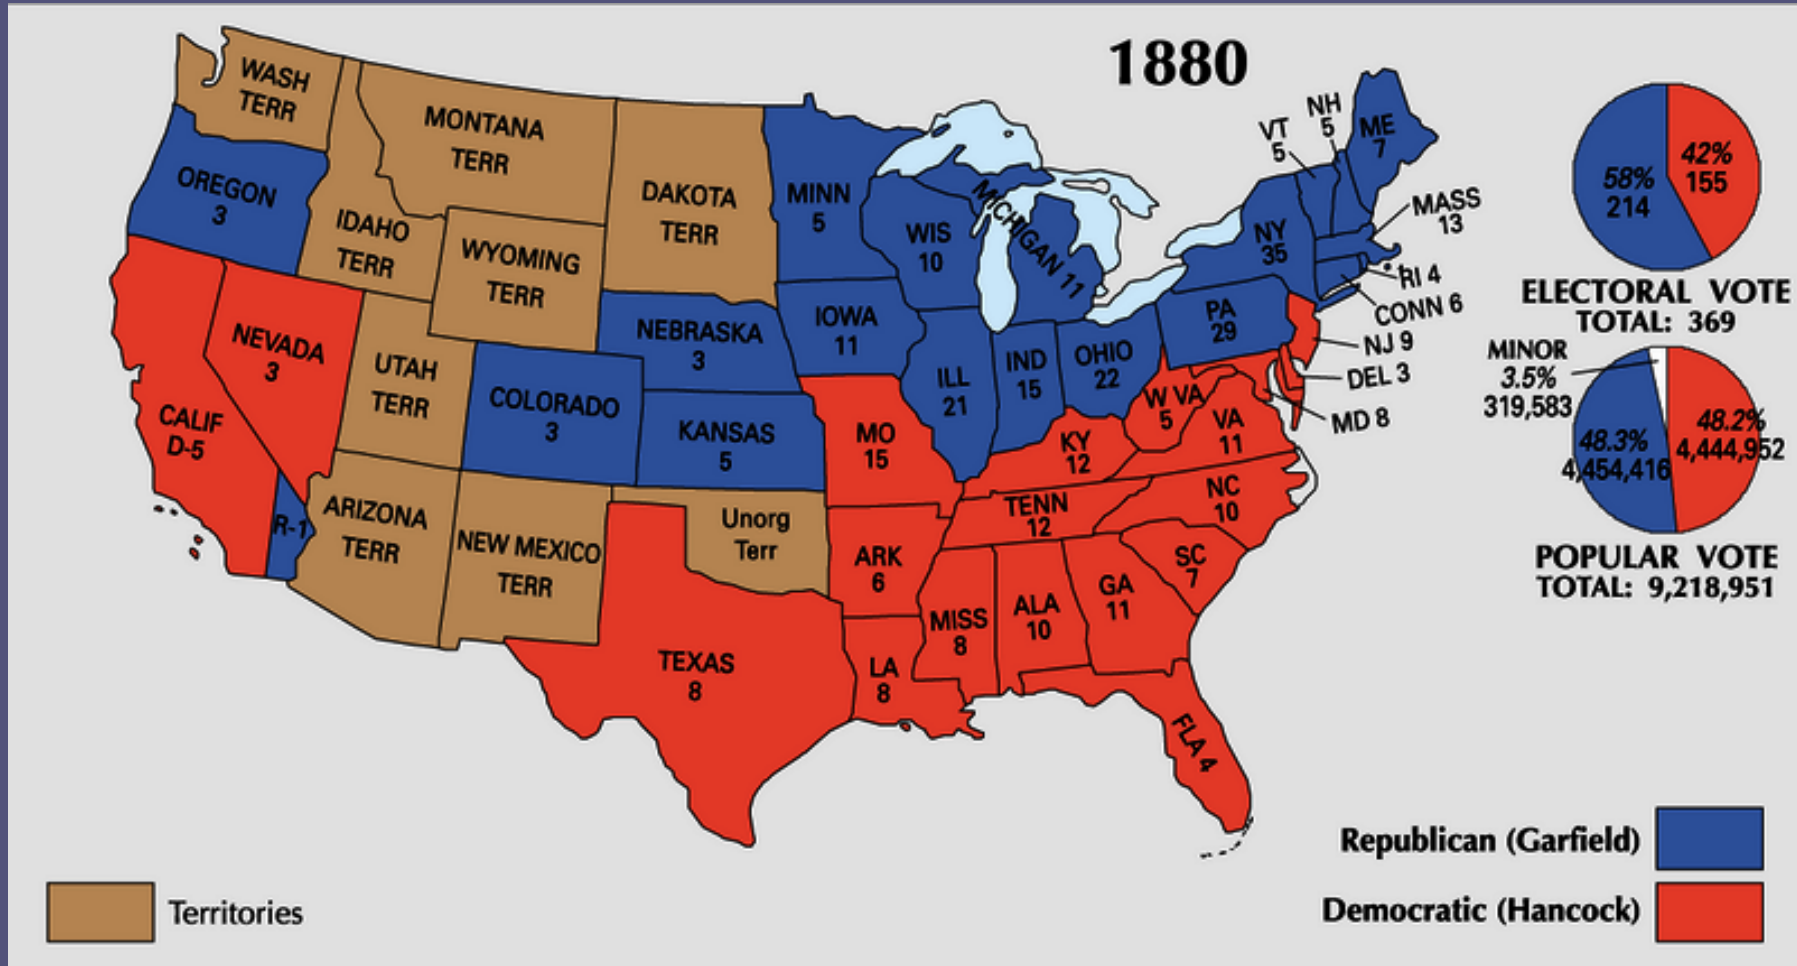 1880
WASH
TERR
MONTANA
TERR
OREGON
3
IDAHO
TERR
WYOMING
TERR
DAKOTA
TERR
MINN
5
WIS
10
MICHIGAN 11
VT
5
NH
5
ME
7
MASS
13
NY
35
RI 4
CONN 6
NJ 9
DEL 3
MD 8
PA
29
NEVADA
3
CALIF
D-5
R-1
UTAH
TERR
COLORADO
3
NEBRASKA
3
KANSAS
5
IOWA
11
ILL
21
IND
15
OHIO
22
W VA
5
VA
11
MO
15
KY
12
TENN
12
NC
10
SC
7
ARIZONA
TERR
NEW MEXICO
TERR
Unorg
Terr
ARK
6
TEXAS
8
LA
8
MISS
8
ALA
10
GA
11
FLA 4
58%
214
42%
155
ELECTORAL VOTE
TOTAL: 369
MINOR
3.5%
319,583
48.3%
4,454,416
48.2%
4,444,952
POPULAR VOTE
TOTAL: 9,218,951
Republican (Garfield)
Democratic (Hancock)
Territories